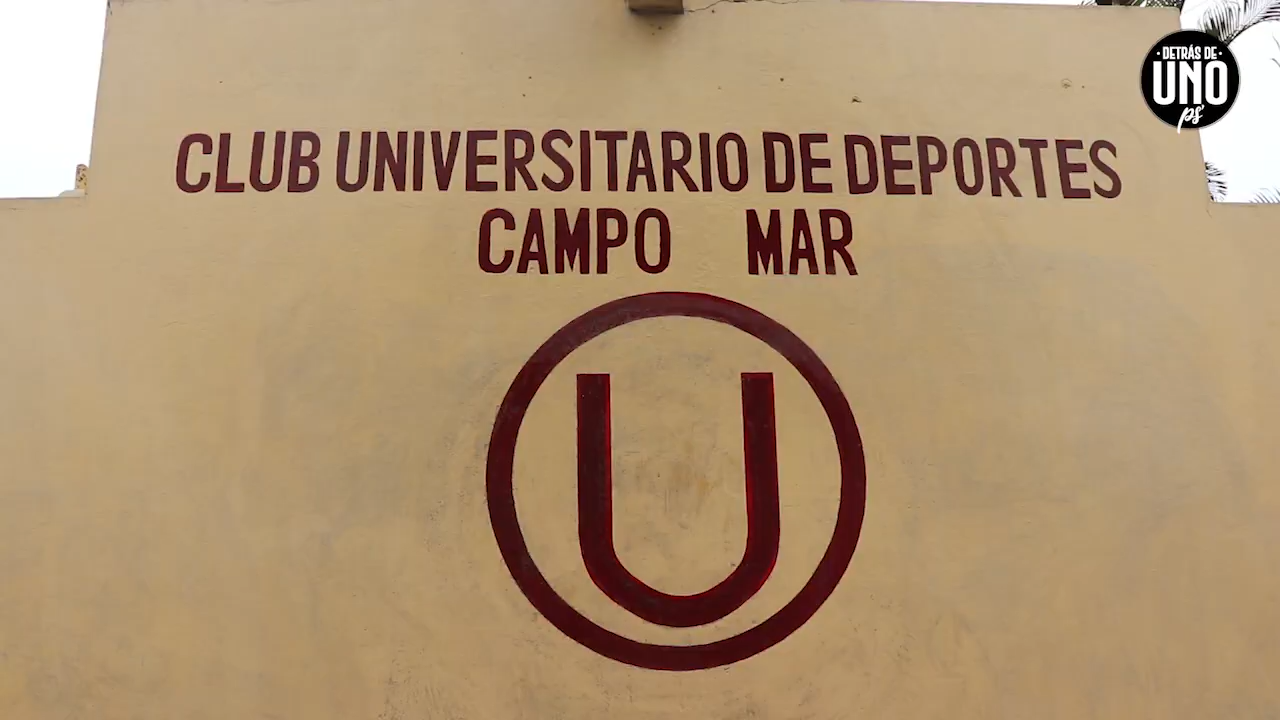 DETRÁS DE
UNO
ps'
CLUB UNIVERSITARIO DE DEPORTES
CAMPO MAR
U